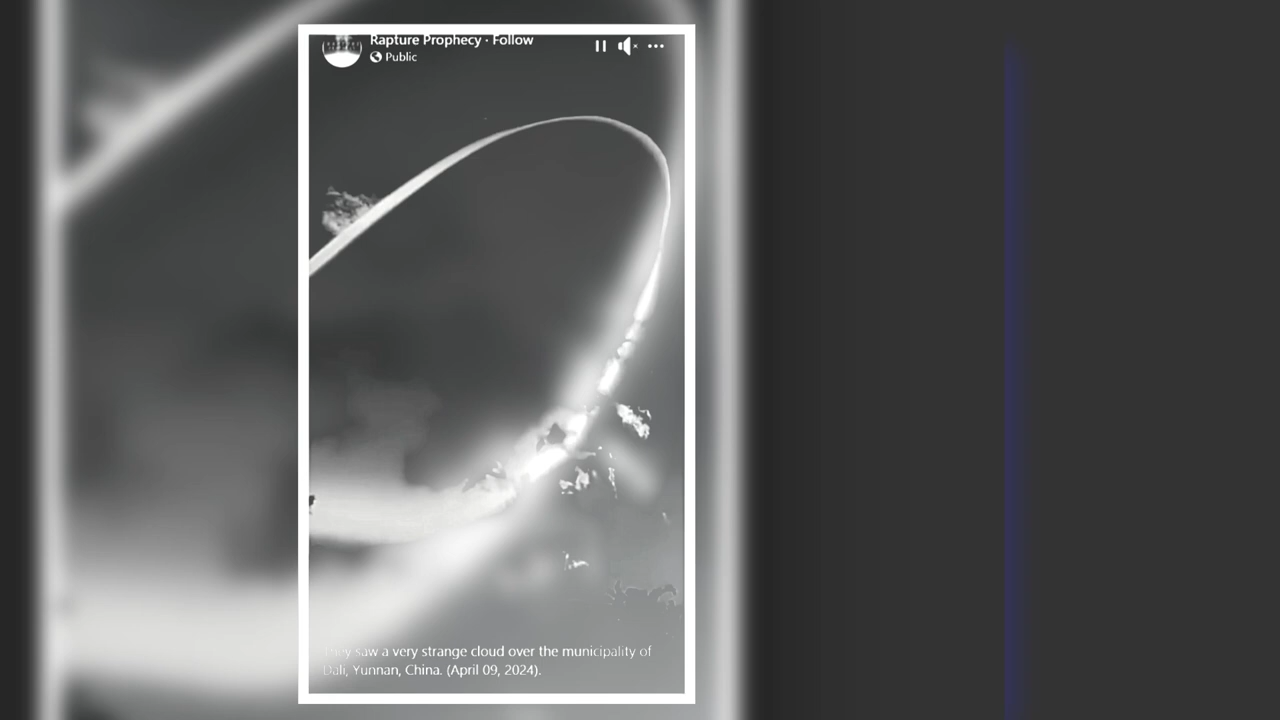 Rapture Prophecy · Follow
Public
They saw a very strange cloud over the municipality of
Dali, Yunnan, China. (April 09, 2024).